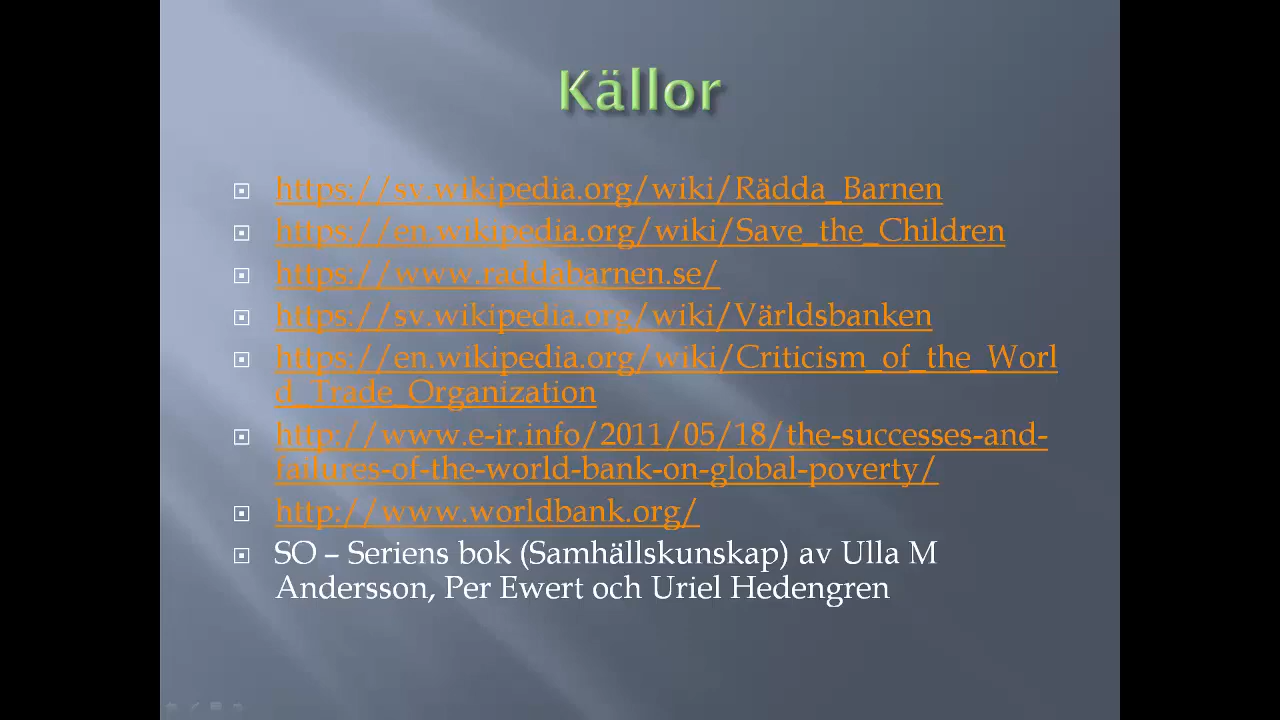 Källor
https://sv.wikipedia.org/wiki/Rädda_Barnen
https://en.wikipedia.org/wiki/Save_the_Children
https://www.raddabarnen.se/
https://sv.wikipedia.org/wiki/Världsbanken
https://en.wikipedia.org/wiki/Criticism_of_the_Worl
d_Trade_Organization
http://www.e-ir.info/2011/05/18/the-successes-and-
failures-of-the-world-bank-on-global-poverty/
http://www.worldbank.org/
SO – Seriens bok (Samhällskunskap) av Ulla M
Andersson, Per Ewert och Uriel Hedengren